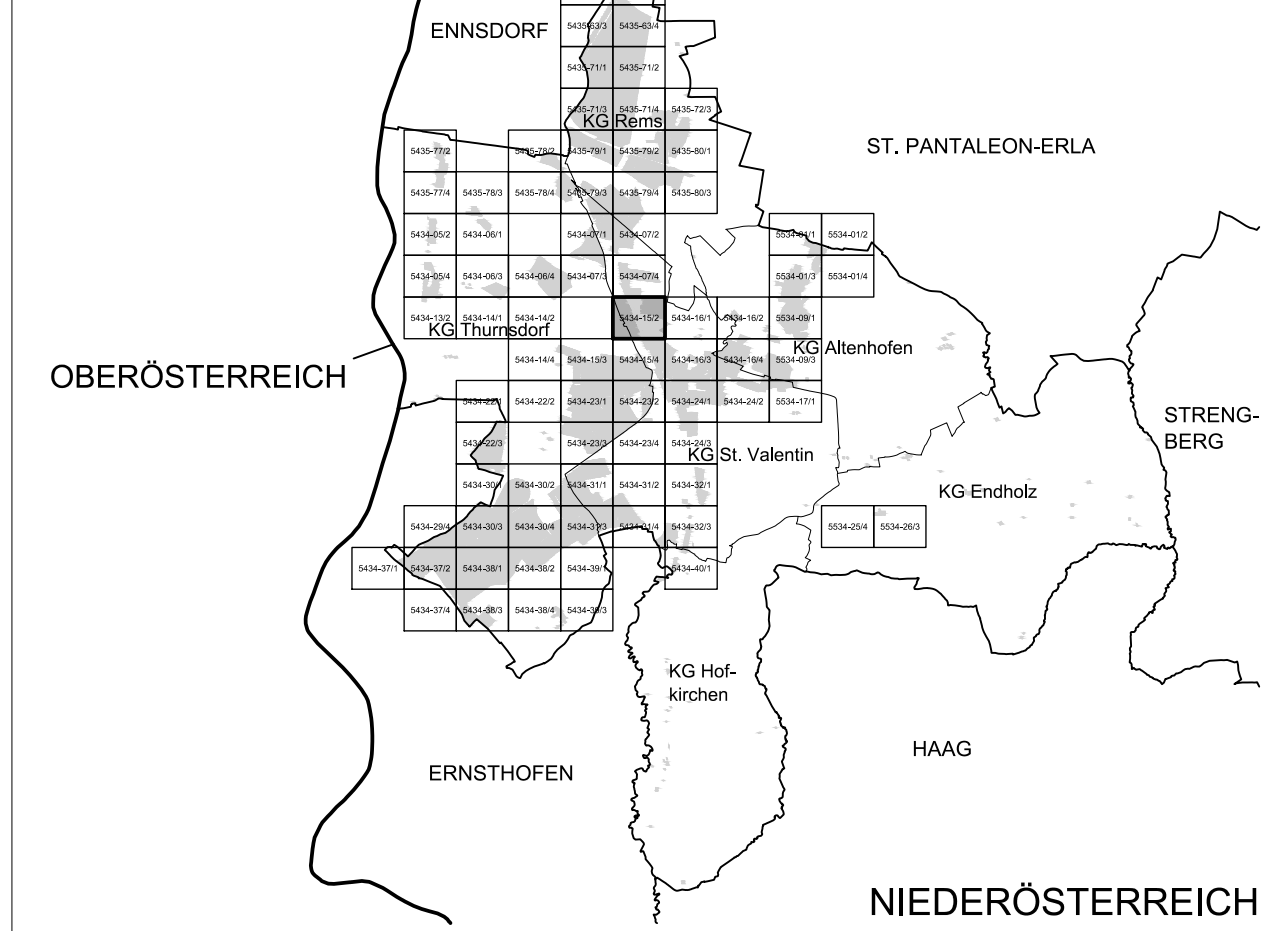 ENNSDORF
5435-63/3 5435-63/4
5435-71/1 5435-71/2
5435-71/3 5435-71/4 5435-72/3
KG Rems
ST. PANTALEON-ERLA
5435-77/2 5435-78/2 5435-79/1 5435-79/2 5435-80/1
5435-77/4 5435-78/3 5435-78/4 5435-79/3 5435-79/4 5435-80/3
5434-05/2 5434-06/1 5434-07/1 5434-07/2 5534-01/1 5534-01/2
5434-05/4 5434-06/3 5434-06/4 5434-07/3 5434-07/4 5534-01/3 5534-01/4
5434-13/2 5434-14/1 5434-14/2 5434-15/2 5434-16/1 5434-16/2 5534-09/1
KG Thurnsdorf
KG Altenhofen
5434-14/4 5434-15/3 5434-15/4 5434-16/3 5434-16/4 5534-09/3
OBERÖSTERREICH
5434-22/1 5434-22/2 5434-23/1 5434-23/2 5434-24/1 5434-24/2 5534-17/1
STRENG-
BERG
5434-22/3 5434-23/3 5434-23/4 5434-24/3
KG St. Valentin
5434-30/1 5434-30/2 5434-31/1 5434-31/2 5434-32/1
KG Endholz
5434-29/4 5434-30/3 5434-30/4 5434-31/3 5434-31/4 5434-32/3 5534-25/4 5534-26/3
5434-37/1 5434-37/2 5434-38/1 5434-38/2 5434-39/1 5434-40/1
5434-37/4 5434-38/3 5434-38/4 5434-39/3
KG Hof-
kirchen
HAAG
ERNSTHOFEN
NIEDERÖSTERREICH